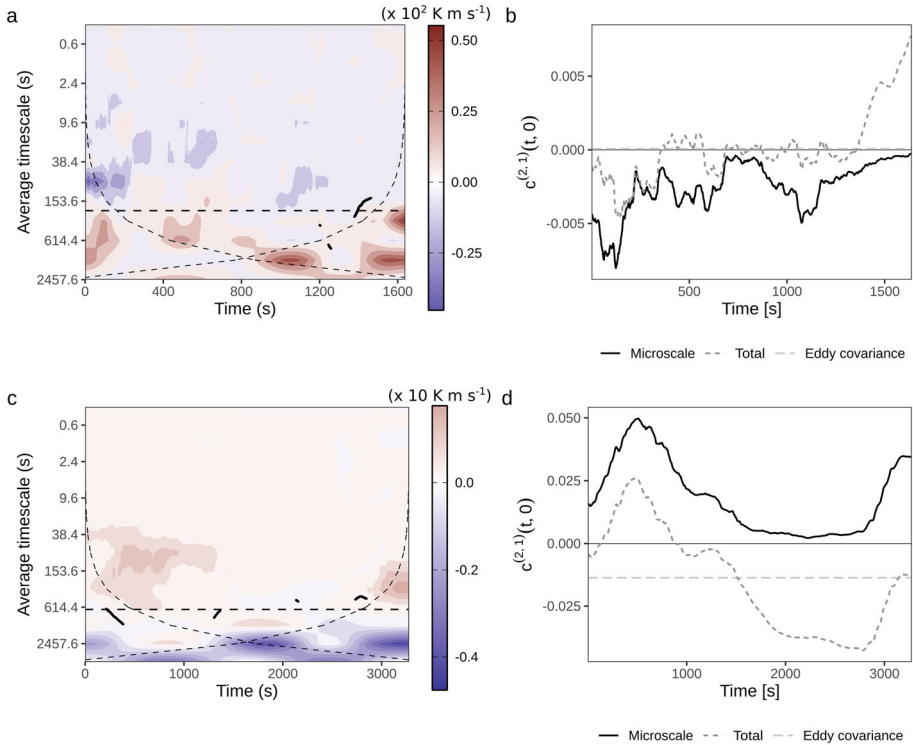 a
(x 10² K m s⁻¹)
b
Average timescale (s)
0.6
2.4
9.6
38.4
153.6
614.4
2457.6
0 400 800 1200 1600
Time (s)
0.50
0.25
0.00
-0.25
c⁽²,¹⁾(t, 0)
0.005
0.000
-0.005
500 1000 1500
Time [s]
Microscale Total Eddy covariance
c
(x 10 K m s⁻¹)
d
Average timescale (s)
0.6
2.4
9.6
38.4
153.6
614.4
2457.6
0 1000 2000 3000
Time (s)
0.0
-0.2
-0.4
c⁽²,¹⁾(t, 0)
0.050
0.025
0.000
-0.025
1000 2000 3000
Time [s]
Microscale Total Eddy covariance